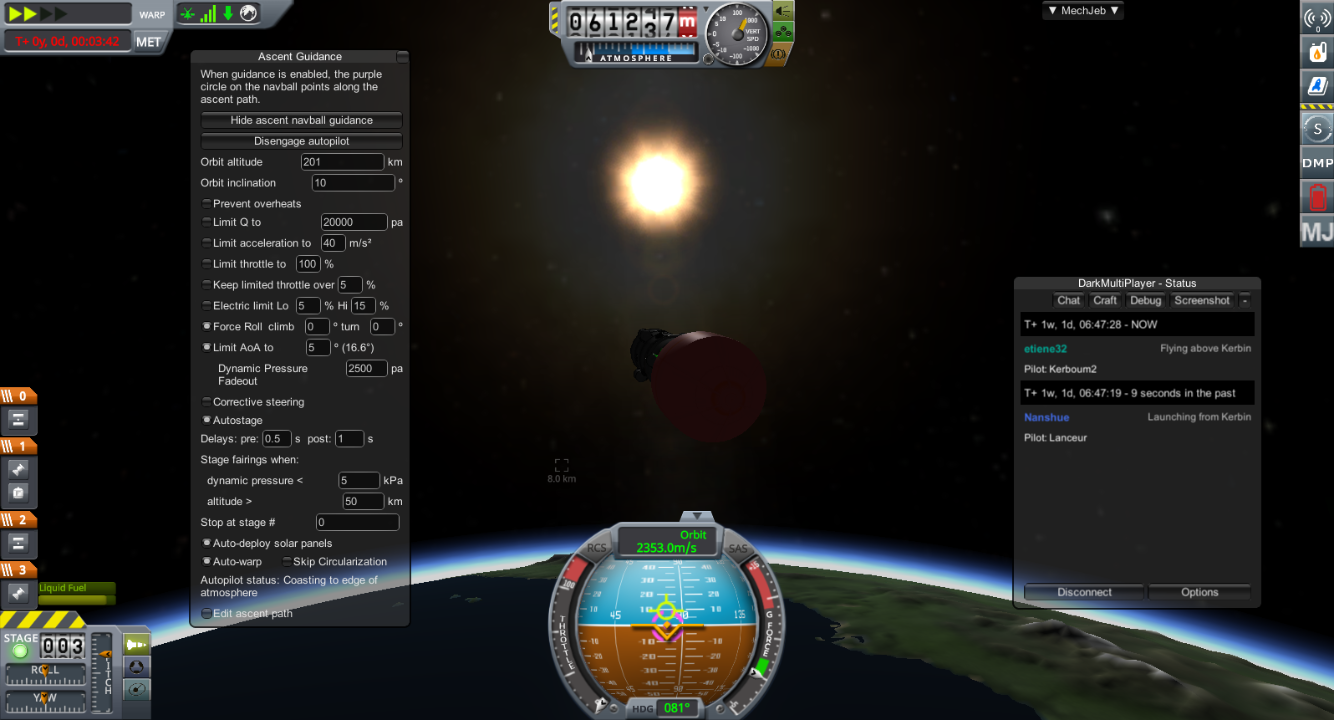 WARP
T+ 0y, 0d, 00:03:42 MET
Ascent Guidance
When guidance is enabled, the purple
circle on the navball points along the
ascent path.
Hide ascent navball guidance
Disengage autopilot
Orbit altitude 201 km
Orbit inclination 10 °
Prevent overheats
Limit Q to 20000 pa
Limit acceleration to 40 m/s²
Limit throttle to 100 %
Keep limited throttle over 5 %
Electric limit Lo 5 % Hi 15 %
Force Roll climb 0 ° turn 0 °
Limit AoA to 5 ° (16.6°)
Dynamic Pressure
Fadeout 2500 pa
Corrective steering
Autostage
Delays: pre: 0.5 s post: 1 s
Stage fairings when:
dynamic pressure < 5 kPa
altitude > 50 km
Stop at stage # 0
Auto-deploy solar panels
Auto-warp Skip Circularization
Autopilot status: Coasting to edge of
atmosphere
Edit ascent path
061237m
ATMOSPHERE
VERT
SPD
▼ MechJeb ▼
0
S
DMP
MJ
DarkMultiPlayer - Status
Chat Craft Debug Screenshot -
T+ 1w, 1d, 06:47:28 - NOW
etiene32 Flying above Kerbin
Pilot: Kerboum2
T+ 1w, 1d, 06:47:19 - 9 seconds in the past
Nanshue Launching from Kerbin
Pilot: Lanceur
Disconnect Options
8.0 km
0
1
2
3
Liquid Fuel
STAGE 003
ROLL
YAW
PITCH
Orbit
2353.0m/s
RCS SAS
THROTTLE
G FORCE
HDG 081°